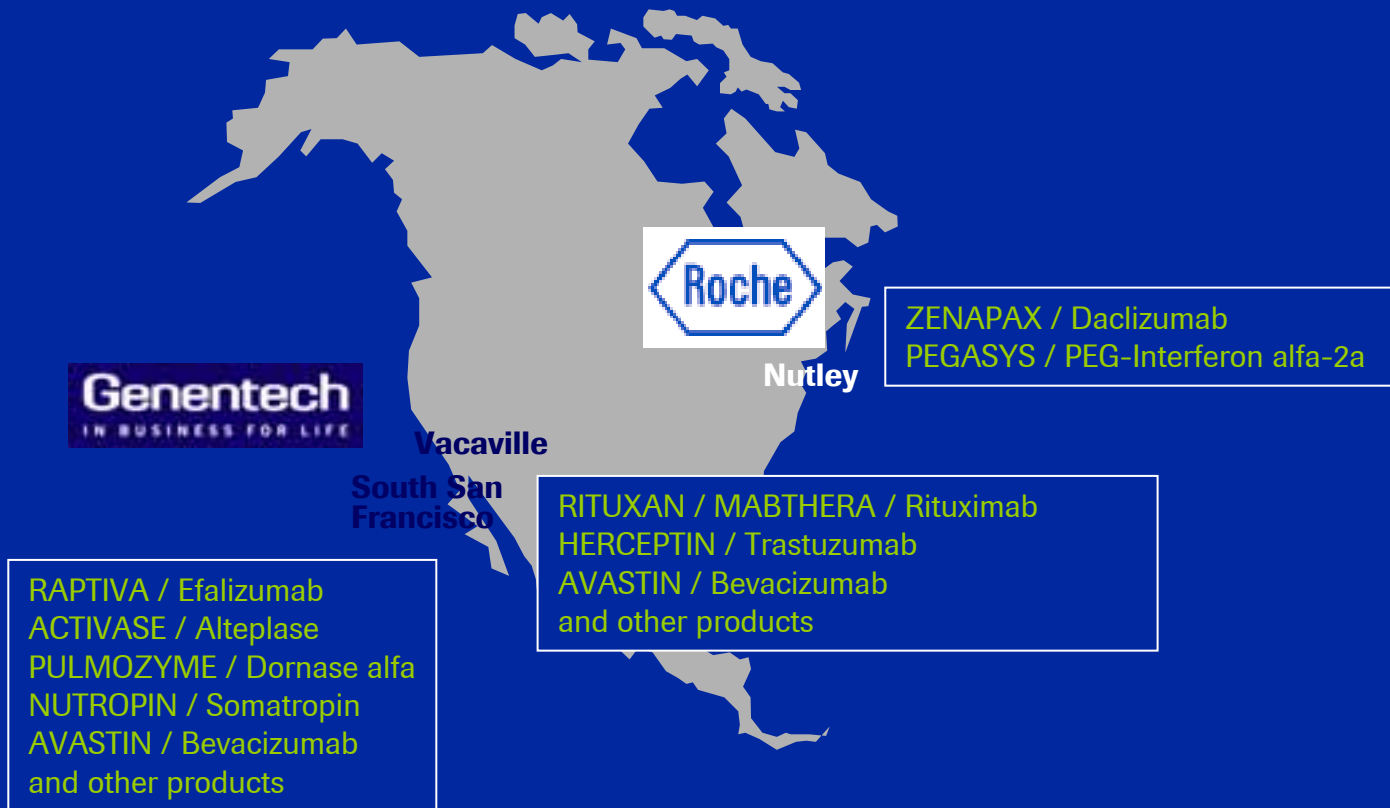 Roche
ZENAPAX / Daclizumab
PEGASYS / PEG-Interferon alfa-2a
Nutley
Genentech
IN BUSINESS FOR LIFE
Vacaville
South San
Francisco
RITUXAN / MABTHERA / Rituximab
HERCEPTIN / Trastuzumab
AVASTIN / Bevacizumab
and other products
RAPTIVA / Efalizumab
ACTIVASE / Alteplase
PULMOZYME / Dornase alfa
NUTROPIN / Somatropin
AVASTIN / Bevacizumab
and other products